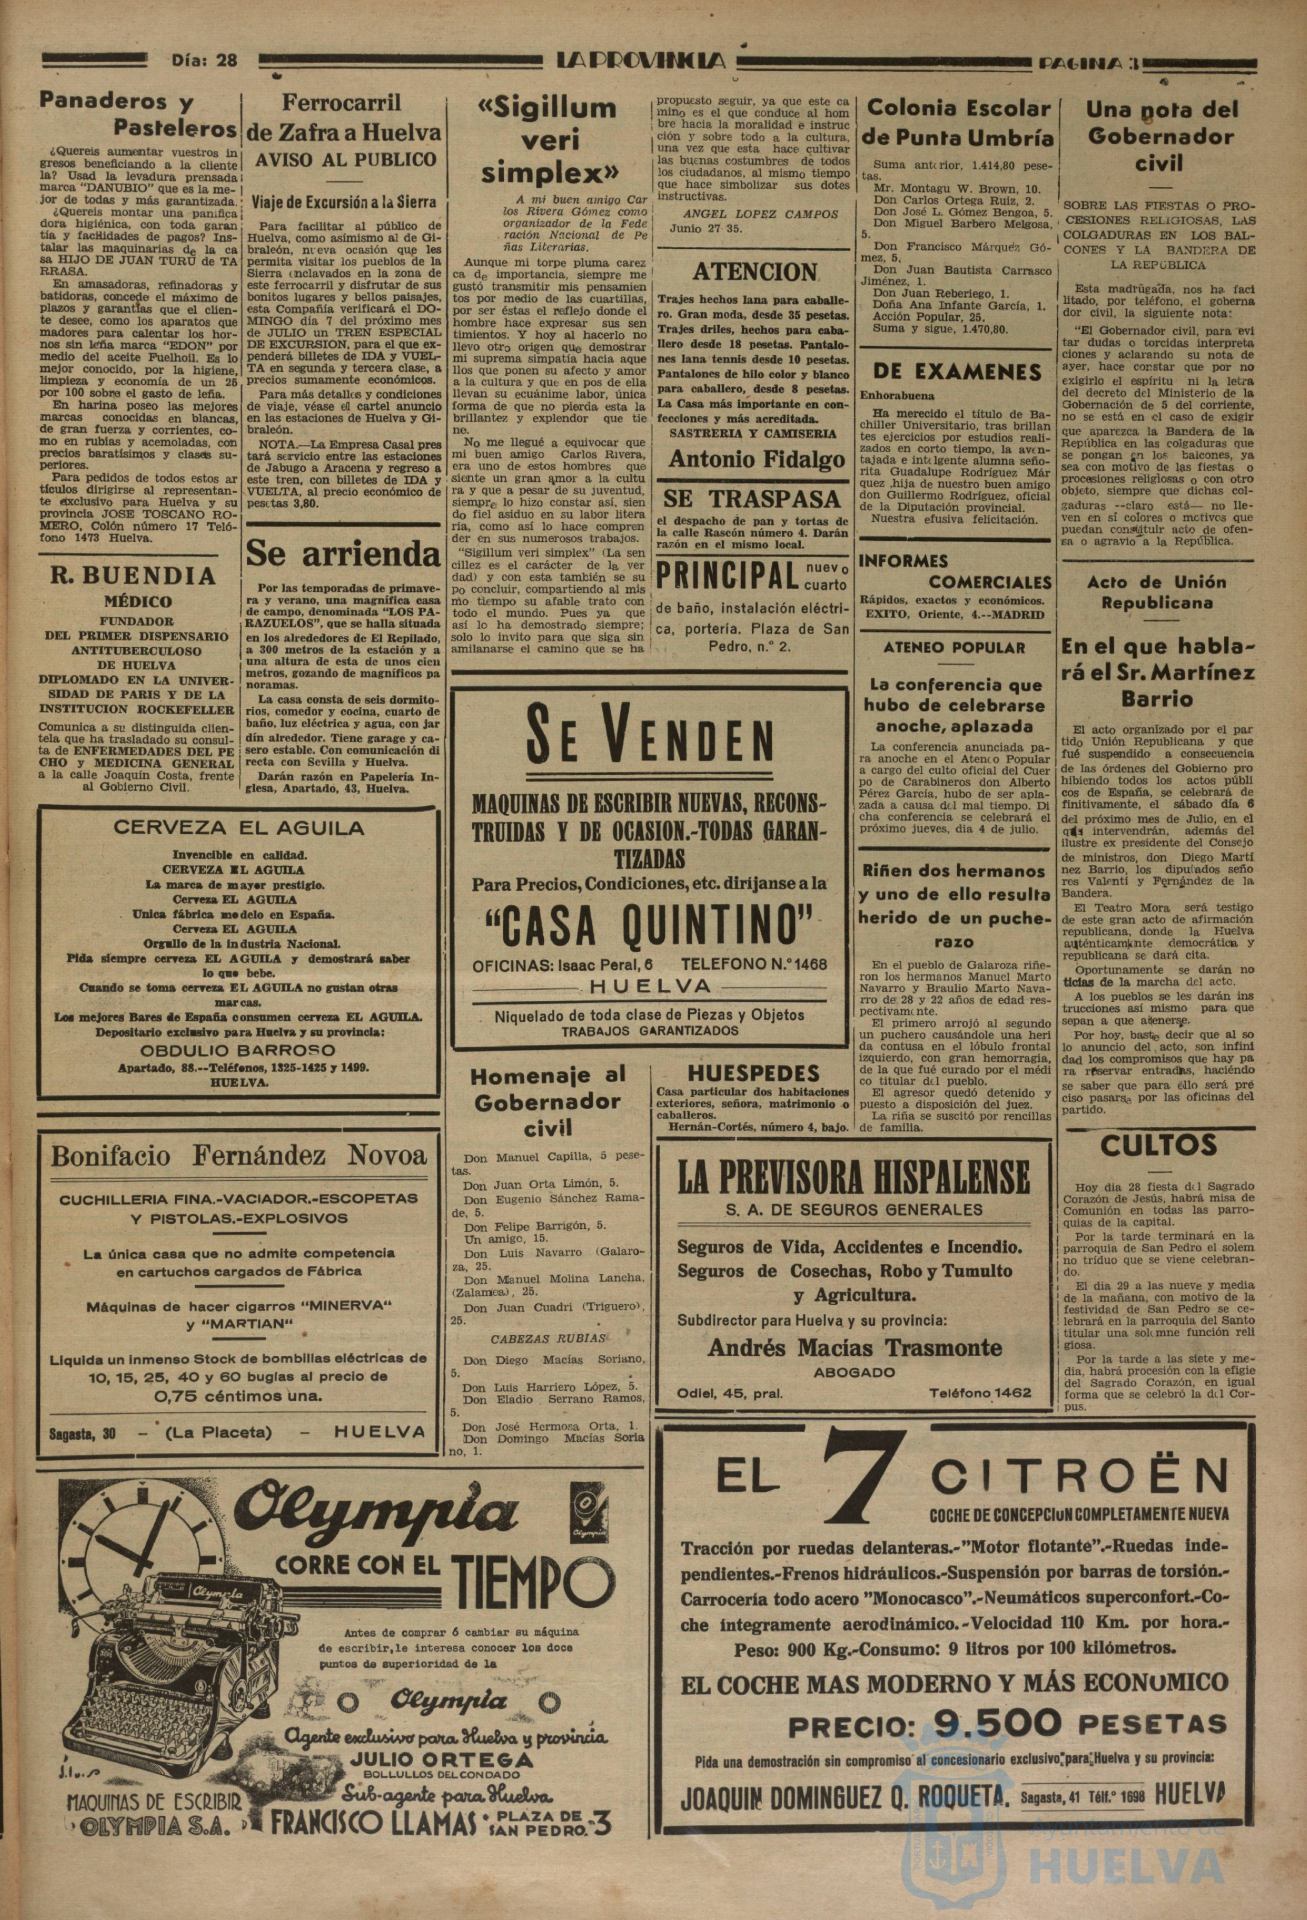 Día: 28
LA PROVINCIA
PAGINA 3
Panaderos y
Pasteleros
¿Quereis aumentar vuestros in
gresos beneficiando a la cliente
la? Usad la levadura prensada
marca "DANUBIO" que es la me-
jor de todas y más garantizada.
¿Quereis montar una panifica
dora higiénica, con toda garan
tía y facilidades de pagos? Ins-
talar las maquinarias de la ca
sa HIJO DE JUAN TURU de TA
RRASA.
En amasadoras, refinadoras y
batidoras, concede el máximo de
plazos y garantías que el clien-
te desee, como los aparatos que
madores para calentar los hor-
nos sin leña marca "EDON" por
medio del aceite Fuelhoil. Es lo
mejor conocido, por la higiene,
limpieza y economía de un 25
por 100 sobre el gasto de leña.
En harina poseo las mejores
marcas conocidas en blancas,
de gran fuerza y corrientes, co-
mo en rubias y acemoladas, con
precios baratísimos y clases su-
periores.
Para pedidos de todos estos ar
tículos dirigirse al representan-
te exclusivo para Huelva y su
provincia JOSE TOSCANO RO-
MERO, Colón número 17 Telé-
fono 1473 Huelva.
R. BUENDIA
MÉDICO
FUNDADOR
DEL PRIMER DISPENSARIO
ANTITUBERCULOSO
DE HUELVA
DIPLOMADO EN LA UNIVER-
SIDAD DE PARIS Y DE LA
INSTITUCION ROCKEFELLER
Comunica a su distinguida clien-
tela que ha trasladado su consul-
ta de ENFERMEDADES DEL PE
CHO y MEDICINA GENERAL
a la calle Joaquín Costa, frente
al Gobierno Civil.
Ferrocarril
de Zafra a Huelva
AVISO AL PUBLICO
Viaje de Excursión a la Sierra
Para facilitar al público de
Huelva, como asimismo al de Gi-
braleón, nueva ocasión que les
permita visitar los pueblos de la
Sierra enclavados en la zona de
este ferrocarril y disfrutar de sus
bonitos lugares y bellos paisajes,
esta Compañía verificará el DO-
MINGO día 7 del próximo mes
de JULIO un TREN ESPECIAL
DE EXCURSION, para el que ex-
penderá billetes de IDA y VUEL-
TA en segunda y tercera clase, a
precios sumamente económicos.
Para más detalles y condiciones
de viaje, véase el cartel anuncio
en las estaciones de Huelva y Gi-
braleón.
NOTA.—La Empresa Casal pres
tará servicio entre las estaciones
de Jabugo a Aracena y regreso a
este tren, con billetes de IDA y
VUELTA, al precio económico de
pesetas 3,80.
Se arrienda
Por las temporadas de primave-
ra y verano, una magnífica casa
de campo, denominada "LOS PA-
RAZUELOS", que se halla situada
en los alrededores de El Repilado,
a 300 metros de la estación y a
una altura de esta de unos cien
metros, gozando de magníficos pa
noramas.
La casa consta de seis dormito-
rios, comedor y cocina, cuarto de
baño, luz eléctrica y agua, con jar
dín alrededor. Tiene garage y ca-
sero estable. Con comunicación di
recta con Sevilla y Huelva.
Darán razón en Papelería In-
glesa, Apartado, 43, Huelva.
CERVEZA EL AGUILA
Invencible en calidad.
CERVEZA EL AGUILA
La marca de mayor prestigio.
Cerveza EL AGUILA
Unica fábrica modelo en España.
Cerveza EL AGUILA
Orgullo de la industria Nacional.
Pida siempre cerveza EL AGUILA y demostrará saber
lo que bebe.
Cuando se toma cerveza EL AGUILA no gustan otras
marcas.
Los mejores Bares de España consumen cerveza EL AGUILA.
Depositario exclusivo para Huelva y su provincia:
OBDULIO BARROSO
Apartado, 88.--Teléfonos, 1325-1425 y 1499.
HUELVA.
Bonifacio Fernández Novoa
CUCHILLERIA FINA.-VACIADOR.-ESCOPETAS
Y PISTOLAS.-EXPLOSIVOS
La única casa que no admite competencia
en cartuchos cargados de Fábrica
Máquinas de hacer cigarros "MINERVA"
y "MARTIAN"
Liquida un inmenso Stock de bombillas eléctricas de
10, 15, 25, 40 y 60 bugías al precio de
0,75 céntimos una.
Sagasta, 30 - (La Placeta) - HUELVA
«Sigillum
veri
simplex»
A mi buen amigo Car
los Rivera Gómez como
organizador de la Fede
ración Nacional de Pe
ñas Literarias.
Aunque mi torpe pluma carez
ca de importancia, siempre me
gustó transmitir mis pensamien
tos por medio de las cuartillas,
por ser éstas el reflejo donde el
hombre hace expresar sus sen
timientos. Y hoy al hacerlo no
llevo otro origen que demostrar
mi suprema simpatía hacia aque
llos que ponen su afecto y amor
a la cultura y que en pos de ella
llevan su ecuánime labor, única
forma de que no pierda esta la
brillantez y explendor que tie
ne.
No me llegué a equivocar que
mi buen amigo Carlos Rivera,
era uno de estos hombres que
siente un gran amor a la cultu
ra y que a pesar de su juventud,
siempre lo hizo constar así, sien
do fiel asiduo en su labor litera
ria, como así lo hace compren
der en sus numerosos trabajos.
"Sigillum veri simplex" (La sen
cillez es el carácter de la ver
dad) y con esta también se su
po concluir, compartiendo al mis
mo tiempo su afable trato con
todo el mundo. Pues ya que
así lo ha demostrado siempre;
solo lo invito para que siga sin
amilanarse el camino que se ha
propuesto seguir, ya que este ca
mino es el que conduce al hom
bre hacia la moralidad e instruc
ción y sobre todo a la cultura,
una vez que esta hace cultivar
las buenas costumbres de todos
los ciudadanos, al mismo tiempo
que hace simbolizar sus dotes
instructivas.
ANGEL LOPEZ CAMPOS
Junio 27 35.
ATENCION
Trajes hechos lana para caballe-
ro. Gran moda, desde 35 pesetas.
Trajes driles, hechos para caba-
llero desde 18 pesetas. Pantalo-
nes lana tennis desde 10 pesetas.
Pantalones de hilo color y blanco
para caballero, desde 8 pesetas.
La Casa más importante en con-
fecciones y más acreditada.
SASTRERIA Y CAMISERIA
Antonio Fidalgo
SE TRASPASA
el despacho de pan y tortas de
la calle Rascón número 4. Darán
razón en el mismo local.
PRINCIPAL nuevo
cuarto
de baño, instalación eléctri-
ca, portería. Plaza de San
Pedro, n.º 2.
SE VENDEN
MAQUINAS DE ESCRIBIR NUEVAS, RECONS-
TRUIDAS Y DE OCASION.-TODAS GARAN-
TIZADAS
Para Precios, Condiciones, etc. diríjanse a la
"CASA QUINTINO"
OFICINAS: Isaac Peral, 6 TELEFONO N.º 1468
HUELVA
Niquelado de toda clase de Piezas y Objetos
TRABAJOS GARANTIZADOS
Homenaje al
Gobernador
civil
Don Manuel Capilla, 5 pese-
tas.
Don Juan Orta Limón, 5.
Don Eugenio Sánchez Rama-
de, 5.
Don Felipe Barrigón, 5.
Un amigo, 15.
Don Luis Navarro (Galaro-
za, 25.
Don Manuel Molina Lancha,
(Zalamea), 25.
Don Juan Cuadri (Triguero),
25.
CABEZAS RUBIAS
Don Diego Macías Soriano,
5.
Don Luis Harriero López, 5.
Don Eladio Serrano Ramos,
5.
Don José Hermosa Orta, 1.
Don Domingo Macías Soria
no, 1.
HUESPEDES
Casa particular dos habitaciones
exteriores, señora, matrimonio o
caballeros.
Hernán-Cortés, número 4, bajo.
Colonia Escolar
de Punta Umbría
Suma anterior, 1.414,80 pese-
tas.
Mr. Montagu W. Brown, 10.
Don Carlos Ortega Ruiz, 2.
Don José L. Gómez Bengoa, 5.
Don Miguel Barbero Melgosa,
5.
Don Francisco Márquéz Gó-
mez, 5.
Don Juan Bautista Carrasco
Jiménez, 1.
Don Juan Reberiego, 1.
Doña Ana Infante García, 1.
Acción Popular, 25.
Suma y sigue, 1.470,80.
DE EXAMENES
Enhorabuena
Ha merecido el título de Ba-
chiller Universitario, tras brillan
tes ejercicios por estudios reali-
zados en corto tiempo, la aven-
tajada e inteligente alumna seño-
rita Guadalupe Rodríguez Már
quez ,hija de nuestro buen amigo
don Guillermo Rodríguez, oficial
de la Diputación provincial.
Nuestra efusiva felicitación.
INFORMES
COMERCIALES
Rápidos, exactos y económicos.
EXITO, Oriente, 4.--MADRID
ATENEO POPULAR
La conferencia que
hubo de celebrarse
anoche, aplazada
La conferencia anunciada pa-
ra anoche en el Ateneo Popular
a cargo del culto oficial del Cuer
po de Carabineros don Alberto
Pérez García, hubo de ser apla-
zada a causa del mal tiempo. Di
cha conferencia se celebrará el
próximo jueves, dia 4 de julio.
Riñen dos hermanos
y uno de ello resulta
herido de un puche-
razo
En el pueblo de Galaroza riñe-
ron los hermanos Manuel Marto
Navarro y Braulio Marto Nava-
rro de 28 y 22 años de edad res-
pectivamente.
El primero arrojó al segundo
un puchero causándole una heri
da contusa en el lóbulo frontal
izquierdo, con gran hemorragia,
de la que fué curado por el médi
co titular del pueblo.
El agresor quedó detenido y
puesto a disposición del juez.
La riña se suscitó por rencillas
de familia.
Una nota del
Gobernador
civil
SOBRE LAS FIESTAS O PRO-
CESIONES RELIGIOSAS, LAS
COLGADURAS EN LOS BAL-
CONES Y LA BANDERA DE
LA REPUBLICA
Esta madrugada, nos ha faci
litado, por teléfono, el goberna
dor civil, la siguiente nota:
"El Gobernador civil, para evi
tar dudas o torcidas interpreta
ciones y aclarando su nota de
ayer, hace constar que por no
exigirlo el espíritu ni la letra
del decreto del Ministerio de la
Gobernación de 5 del corriente,
no se está en el caso de exigir
que aparezca la Bandera de la
República en las colgaduras que
se pongan en los balcones, ya
sea con motivo de las fiestas o
procesiones religiosas o con otro
objeto, siempre que dichas col-
gaduras --claro está— no lle-
ven en sí colores o motivos que
puedan constituir acto de ofen-
sa o agravio a la República.
Acto de Unión
Republicana
En el que habla-
rá el Sr. Martínez
Barrio
El acto organizado por el par
tido Unión Republicana y que
fué suspendido a consecuencia
de las órdenes del Gobierno pro
hibiendo todos los actos públi
cos de España, se celebrará de
finitivamente, el sábado día 6
del próximo mes de Julio, en el
que intervendrán, además del
ilustre ex presidente del Consejo
de ministros, don Diego Martí
nez Barrio, los diputados seño
res Valentí y Fernández de la
Bandera.
El Teatro Mora será testigo
de este gran acto de afirmación
republicana, donde la Huelva
auténticamente democrática y
republicana se dará cita.
Oportunamente se darán no
ticias de la marcha del acto.
A los pueblos se les darán ins
trucciones así mismo para que
sepan a que atenerse.
Por hoy, baste decir que al so
lo anuncio del acto, son infini
dad los compromisos que hay pa
ra reservar entradas, haciéndo
se saber que para ello será pre
ciso pasarse por las oficinas del
partido.
CULTOS
Hoy dia 28 fiesta del Sagrado
Corazón de Jesús, habrá misa de
Comunión en todas las parro-
quias de la capital.
Por la tarde terminará en la
parroquia de San Pedro el solem
no tríduo que se viene celebran-
do.
El dia 29 a las nueve y media
de la mañana, con motivo de la
festividad de San Pedro se ce-
lebrará en la parroquia del Santo
titular una solemne función reli
giosa.
Por la tarde a las siete y me-
dia, habrá procesión con la efigie
del Sagrado Corazón, en igual
forma que se celebró la del Cor-
pus.
LA PREVISORA HISPALENSE
S. A. DE SEGUROS GENERALES
Seguros de Vida, Accidentes e Incendio.
Seguros de Cosechas, Robo y Tumulto
y Agricultura.
Subdirector para Huelva y su provincia:
Andrés Macías Trasmonte
ABOGADO
Odiel, 45, pral. Teléfono 1462
Olympia
Olympia
CORRE CON EL TIEMPO
Olympia
Antes de comprar ó cambiar su máquina
de escribir,le interesa conocer los doce
puntos de superioridad de la
Olympia
Agente exclusivo para Huelva y provincia
JULIO ORTEGA
BOLLULLOS DEL CONDADO
Sub-agente para Huelva
FRANCISCO LLAMAS · PLAZA DE SAN PEDRO. 3
MAQUINAS DE ESCRIBIR
OLYMPIA S.A.
EL 7 CITROËN
COCHE DE CONCEPCION COMPLETAMENTE NUEVA
Tracción por ruedas delanteras.-"Motor flotante".-Ruedas inde-
pendientes.-Frenos hidráulicos.-Suspensión por barras de torsión.-
Carrocería todo acero "Monocasco".-Neumáticos superconfort.-Co-
che íntegramente aerodinámico.-Velocidad 110 Km. por hora.-
Peso: 900 Kg.-Consumo: 9 litros por 100 kilómetros.
EL COCHE MAS MODERNO Y MÁS ECONOMICO
PRECIO: 9.500 PESETAS
Pida una demostración sin compromiso al concesionario exclusivo para Huelva y su provincia:
JOAQUIN DOMINGUEZ Q. ROQUETA. Sagasta, 41 Télf.º 1698 HUELVA
Ayuntamiento de
HUELVA